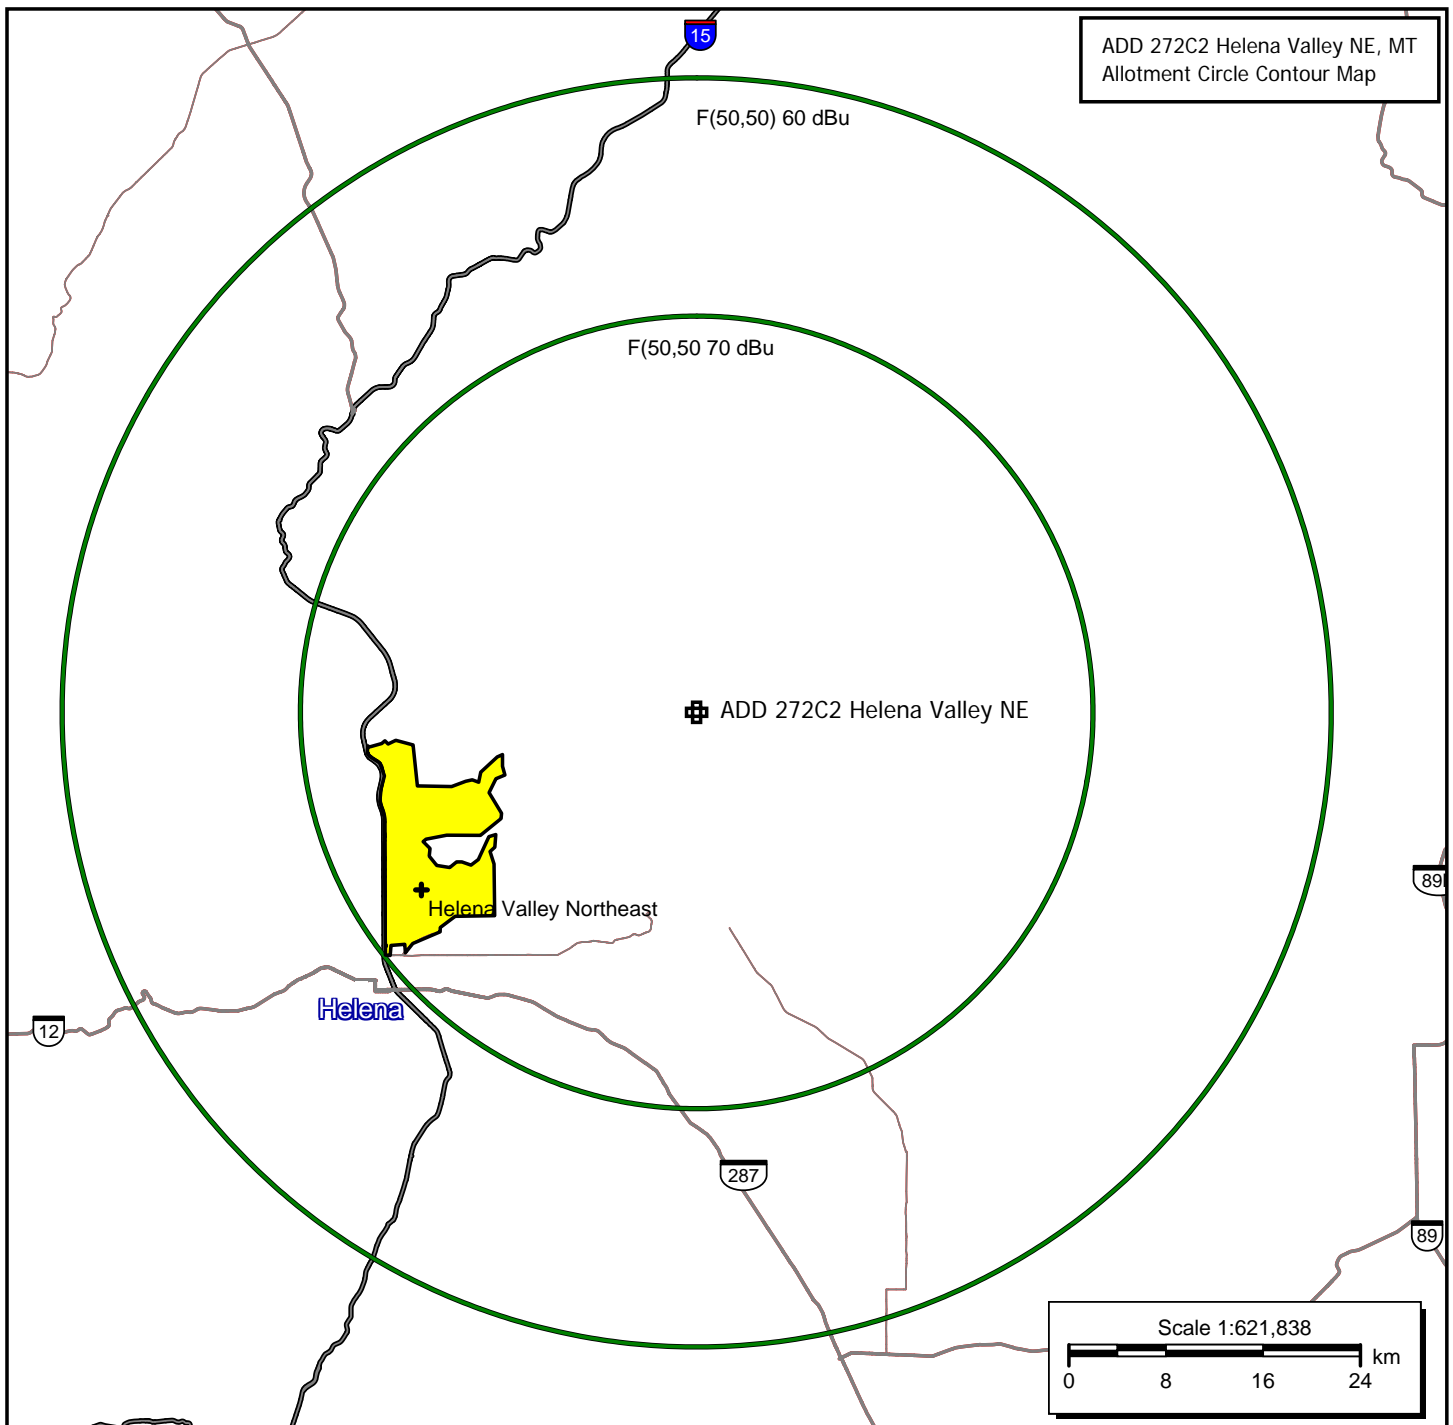 15
ADD 272C2 Helena Valley NE, MT
Allotment Circle Contour Map
F(50,50) 60 dBu
F(50,50 70 dBu
ADD 272C2 Helena Valley NE
89
Helena Valley Northeast
Helena
12
287
89
Scale 1:621,838
km
0 8 16 24